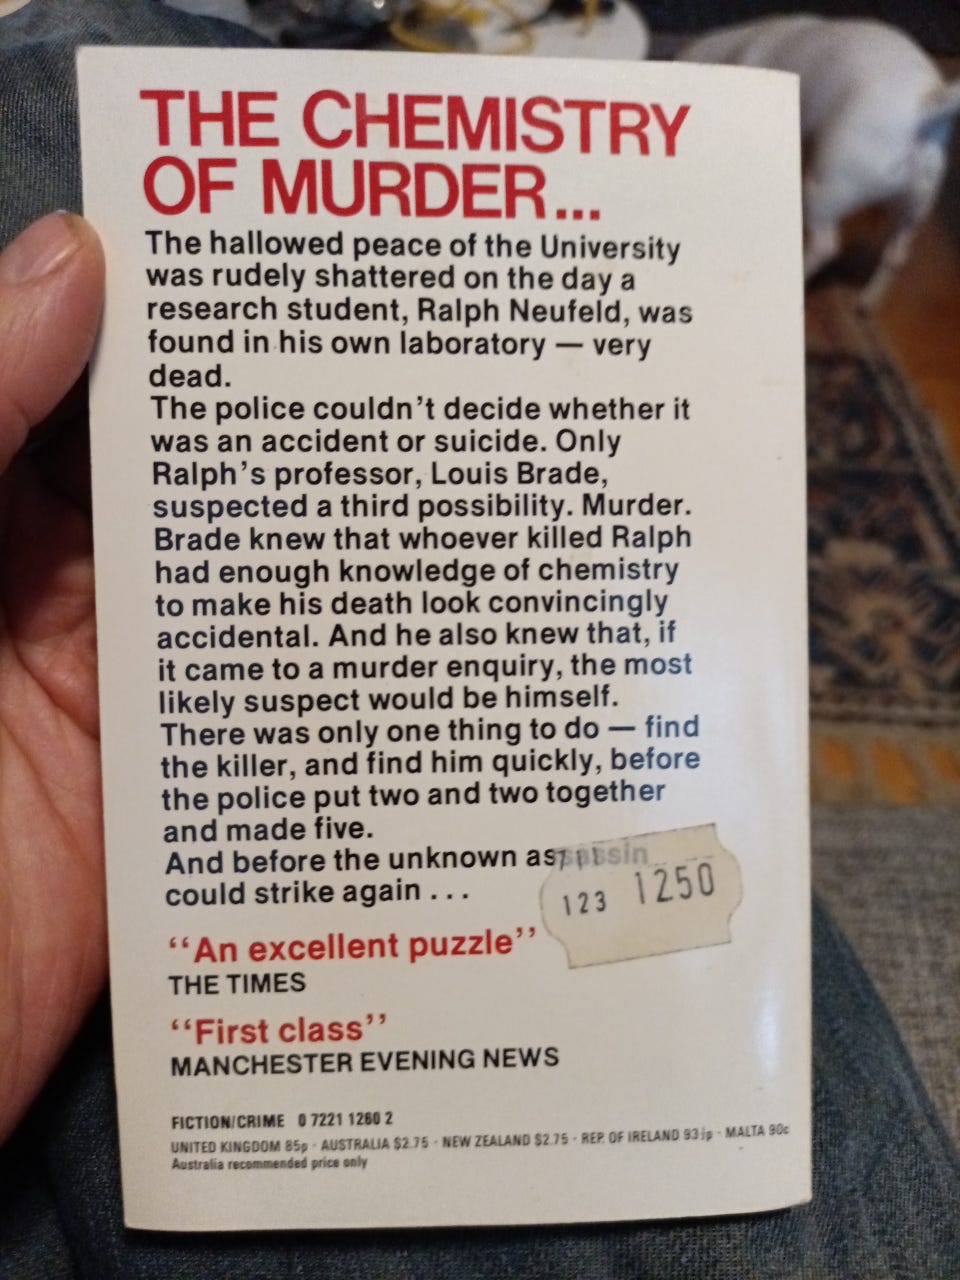 THE CHEMISTRY
OF MURDER...
The hallowed peace of the University
was rudely shattered on the day a
research student, Ralph Neufeld, was
found in his own laboratory — very
dead.
The police couldn't decide whether it
was an accident or suicide. Only
Ralph's professor, Louis Brade,
suspected a third possibility. Murder.
Brade knew that whoever killed Ralph
had enough knowledge of chemistry
to make his death look convincingly
accidental. And he also knew that, if
it came to a murder enquiry, the most
likely suspect would be himself.
There was only one thing to do — find
the killer, and find him quickly, before
the police put two and two together
and made five.
And before the unknown assassin
could strike again . . .
123 1250
"An excellent puzzle"
THE TIMES
"First class"
MANCHESTER EVENING NEWS
FICTION/CRIME 0 7221 1260 2
UNITED KINGDOM 85p · AUSTRALIA $2.75 · NEW ZEALAND $2.75 · REP. OF IRELAND 93½p · MALTA 90c
Australia recommended price only